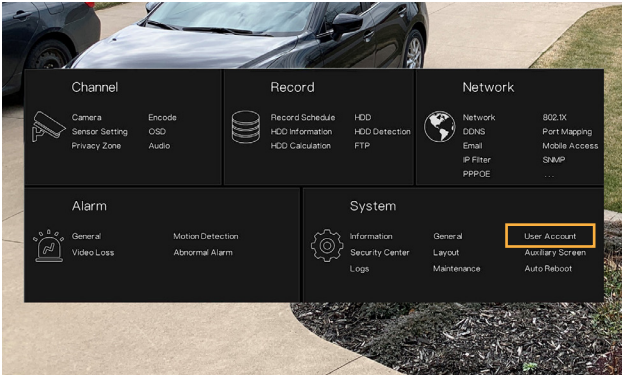 Channel
Camera Encode
Sensor Setting OSD
Privacy Zone Audio
Record
Record Schedule HDD
HDD Information HDD Detection
HDD Calculation FTP
Network
Network 802.1X
DDNS Port Mapping
Email Mobile Access
IP Filter SNMP
PPPOE ...
Alarm
General Motion Detection
Video Loss Abnormal Alarm
System
Information General User Account
Security Center Layout Auxiliary Screen
Logs Maintenance Auto Reboot